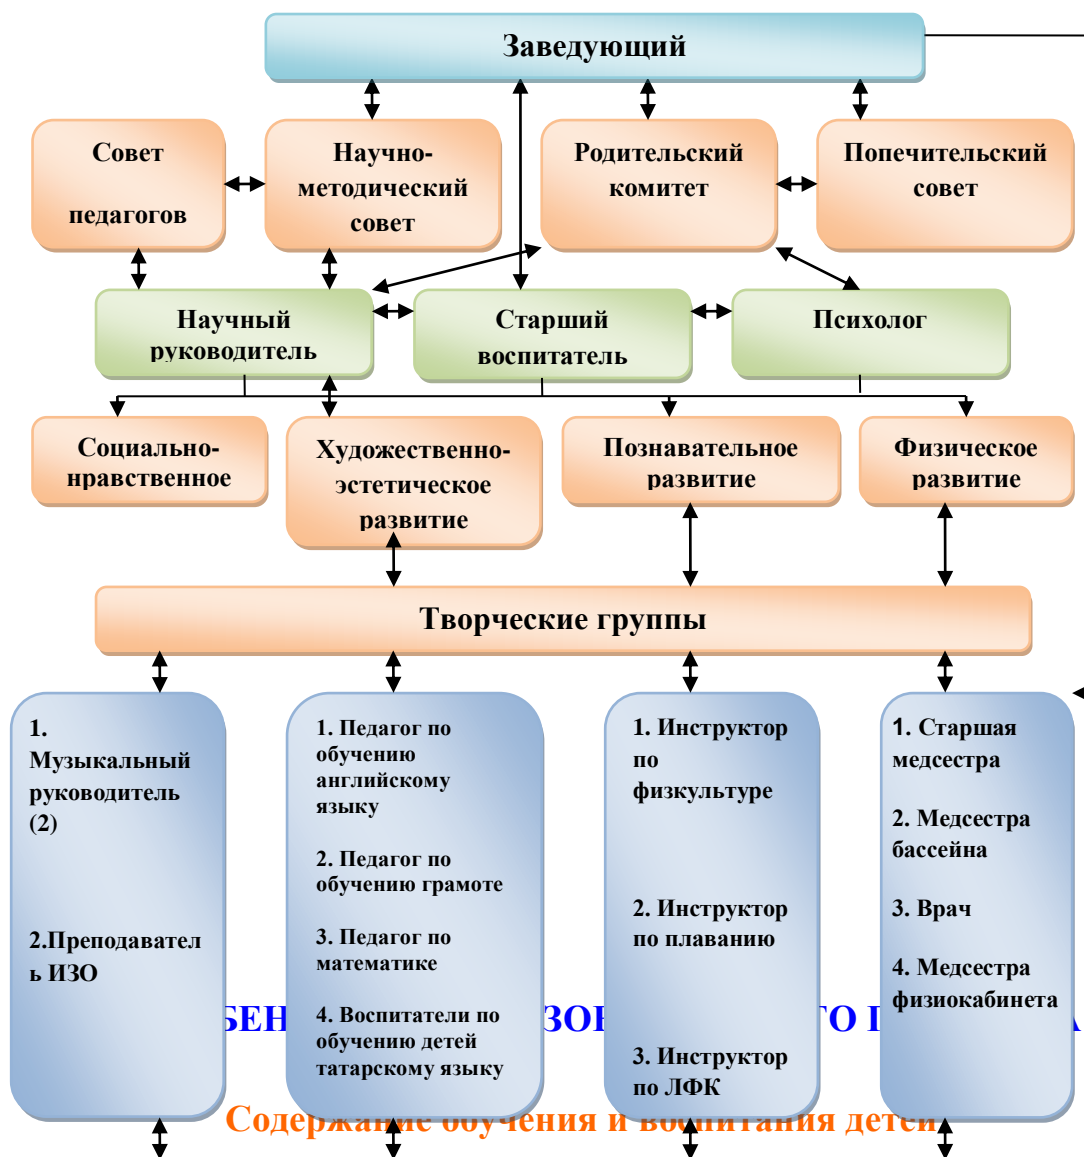 Заведующий
Совет
педагогов
Научно-
методический
совет
Родительский
комитет
Попечительский
совет
Научный
руководитель
Старший
воспитатель
Психолог
Социально-
нравственное
Художественно-
эстетическое
развитие
Познавательное
развитие
Физическое
развитие
Творческие группы
1.
Музыкальный
руководитель
(2)
2.Преподавател
ь ИЗО
1. Педагог по
обучению
английскому
языку
2. Педагог по
обучению грамоте
3. Педагог по
математике
4. Воспитатели по
обучению детей
татарскому языку
1. Инструктор
по
физкультуре
2. Инструктор
по плаванию
3. Инструктор
по ЛФК
1. Старшая
медсестра
2. Медсестра
бассейна
3. Врач
4. Медсестра
физиокабинета
Содержание обучения и воспитания детей